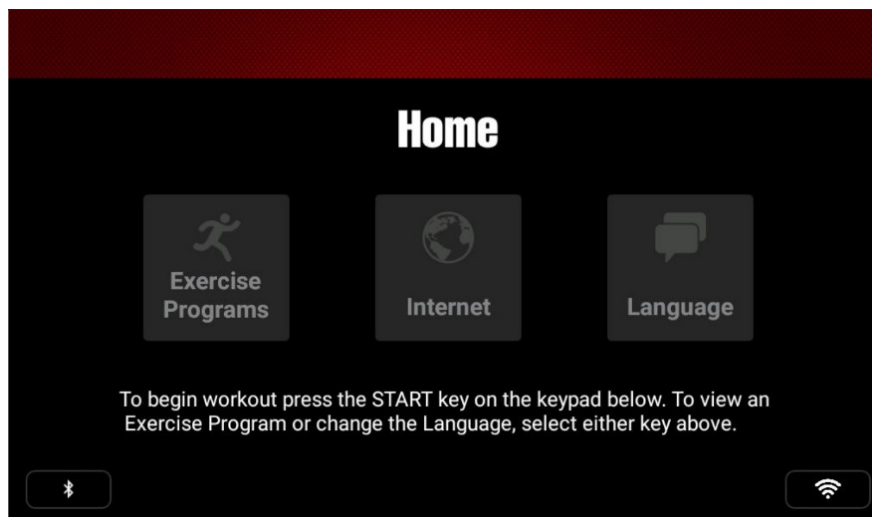 Home
Exercise
Programs
Internet
Language
To begin workout press the START key on the keypad below. To view an
Exercise Program or change the Language, select either key above.